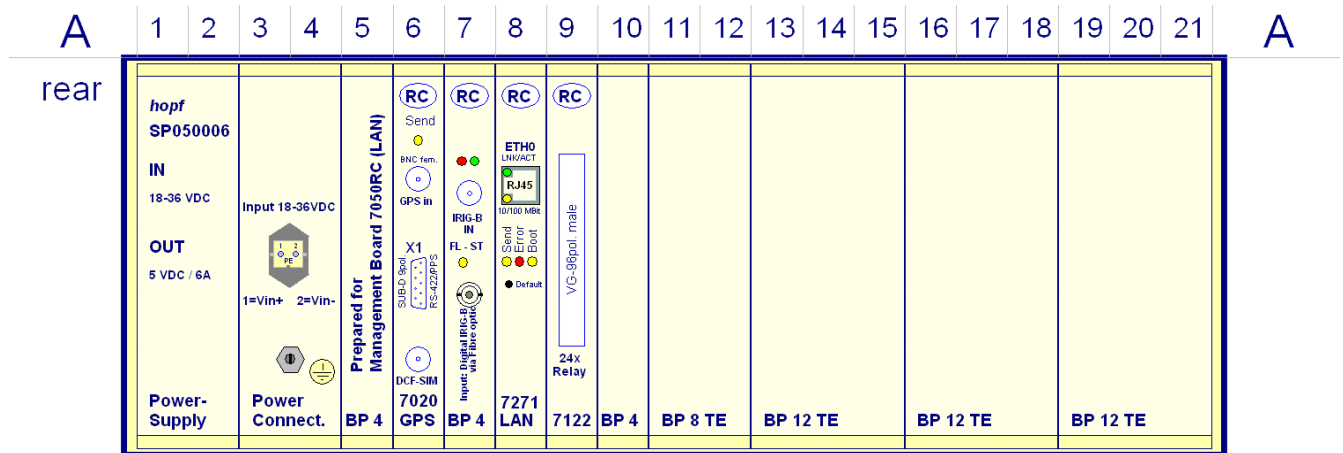 A 1 2 3 4 5 6 7 8 9 10 11 12 13 14 15 16 17 18 19 20 21 A
rear
hopf
SP050006
IN
18-36 VDC
OUT
5 VDC / 6A
Power-
Supply
Input 18-36VDC
1 2
PE
1=Vin+ 2=Vin-
Power
Connect.
Prepared for
Management Board 7050RC (LAN)
BP 4
RC
Send
BNC fem.
GPS in
X1
SUB-D 9pol.
RS-422/PPS
DCF-SIM
7020
GPS
RC
IRIG-B
IN
FL - ST
Input: Digital IRIG-B
via Fibre optic
BP 4
RC
ETH0
LNK/ACT
RJ45
10/100 MBit
Send
Error
Boot
Default
7271
LAN
RC
VG-96pol. male
24x
Relay
7122
BP 4
BP 8 TE
BP 12 TE
BP 12 TE
BP 12 TE